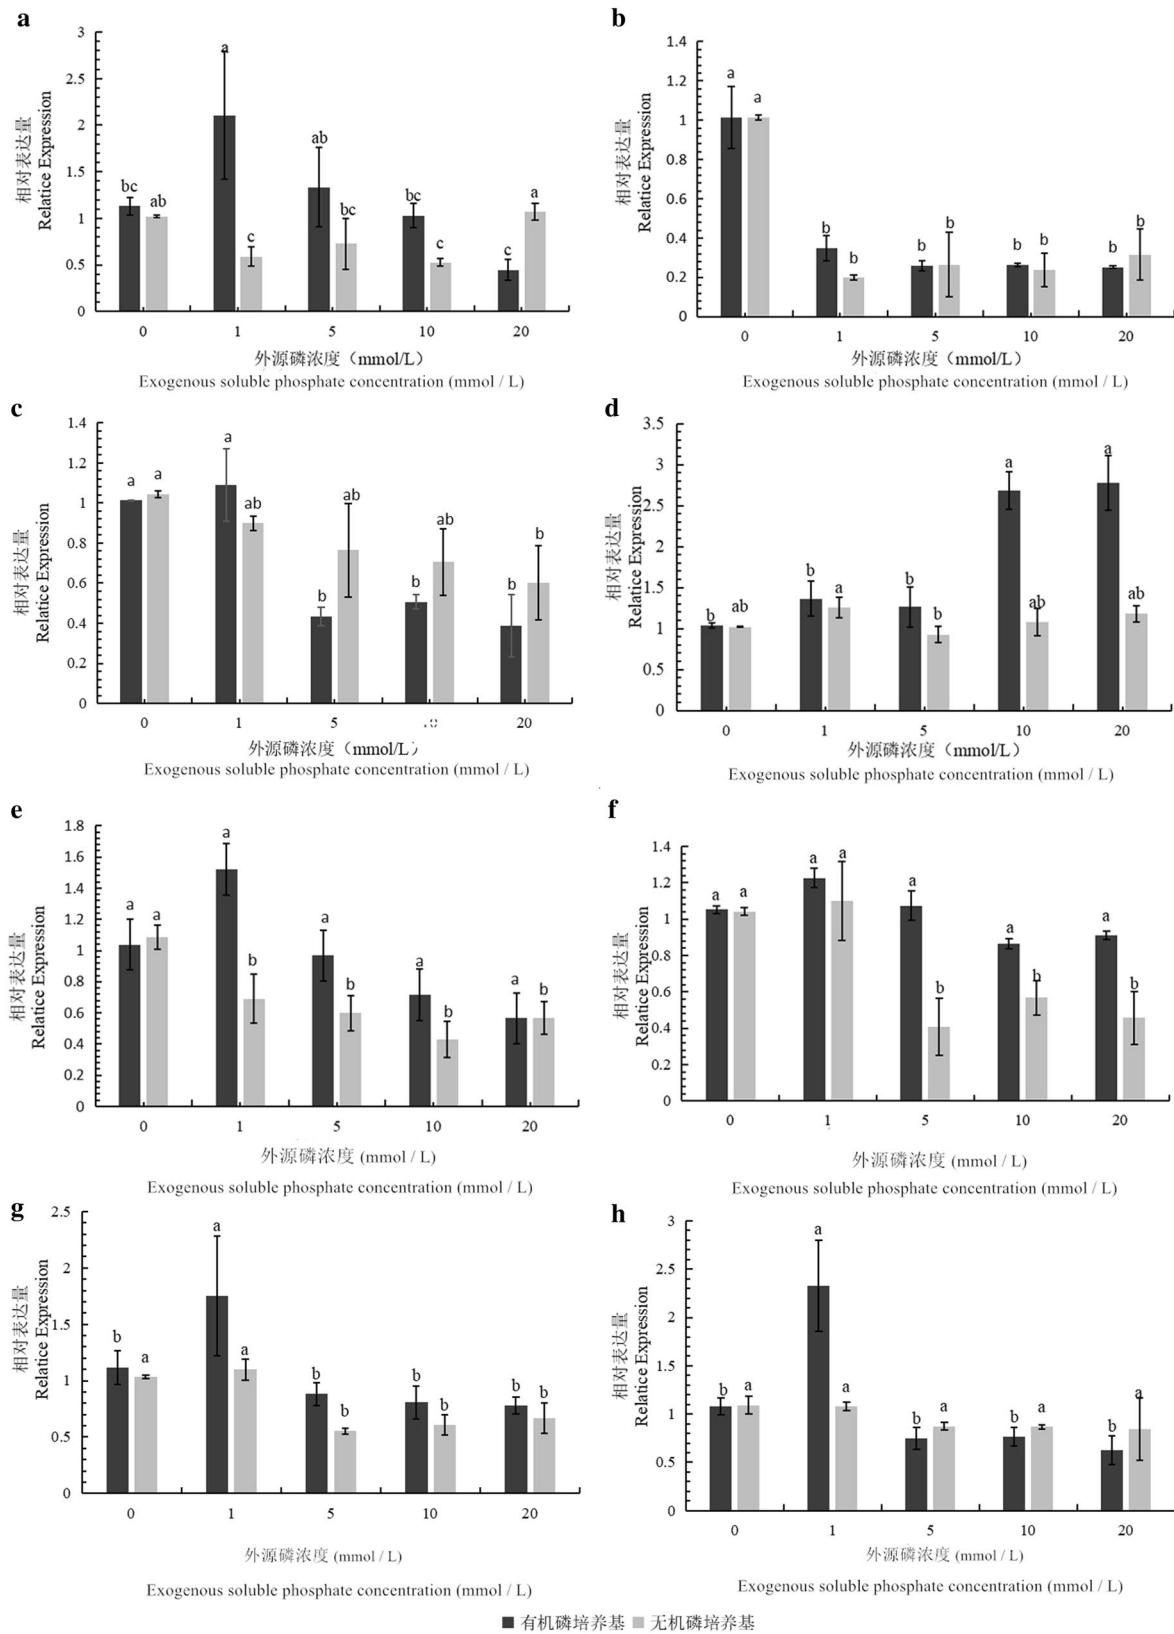 a
相对表达量
Relatice Expression
3
2.5
2
1.5
1
0.5
0
bc ab a c ab bc bc c c a
0 1 5 10 20
外源磷浓度（mmol/L）
Exogenous soluble phosphate concentration (mmol / L)
b
相对表达量
Relatice Expression
1.4
1.2
1
0.8
0.6
0.4
0.2
0
a a b b b b b b b b
0 1 5 10 20
外源磷浓度（mmol/L）
Exogenous soluble phosphate concentration (mmol / L)
c
相对表达量
Relatice Expression
1.4
1.2
1
0.8
0.6
0.4
0.2
0
a a a ab b ab b ab b b
0 1 5 20
外源磷浓度（mmol/L）
Exogenous soluble phosphate concentration (mmol / L)
d
相对表达量
Relatice Expression
3.5
3
2.5
2
1.5
1
0.5
0
b ab b a b b a ab a ab
0 1 5 10 20
外源磷浓度（mmol/L）
Exogenous soluble phosphate concentration (mmol / L)
e
相对表达量
Relatice Expression
1.8
1.6
1.4
1.2
1
0.8
0.6
0.4
0.2
0
a a a b a b a b a b
0 1 5 10 20
外源磷浓度 (mmol / L)
Exogenous soluble phosphate concentration (mmol / L)
f
相对表达量
Relatice Expression
1.4
1.2
1
0.8
0.6
0.4
0.2
0
a a a a a b a b a b
0 1 5 10 20
外源磷浓度 (mmol / L)
Exogenous soluble phosphate concentration (mmol / L)
g
相对表达量
Relatice Expression
2.5
2
1.5
1
0.5
0
b a a a b b b b b b
0 1 5 10 20
外源磷浓度 (mmol / L)
Exogenous soluble phosphate concentration (mmol / L)
h
相对表达量
Relatice Expression
3
2.5
2
1.5
1
0.5
0
b a a a b a b a b a
0 1 5 10 20
外源磷浓度 (mmol / L)
Exogenous soluble phosphate concentration (mmol / L)
有机磷培养基 无机磷培养基